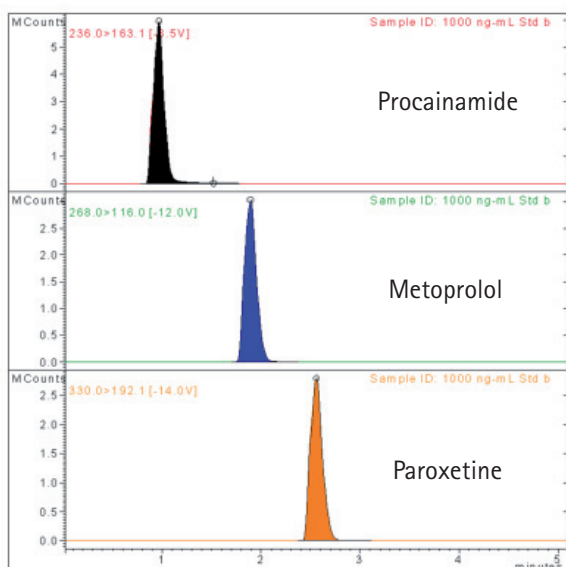 MCounts
Sample ID: 1000 ng-mL Std b
236.0>163.1
5
4
3
2
1
0
Procainamide
MCounts
Sample ID: 1000 ng-mL Std b
268.0>116.0 [-12.0V]
2.5
2.0
1.5
1.0
0.5
0.0
Metoprolol
MCounts
Sample ID: 1000 ng-mL Std b
330.0>192.1 [-14.0V]
2.5
2.0
1.5
1.0
0.5
0.0
Paroxetine
1 2 3 4 5
minutes